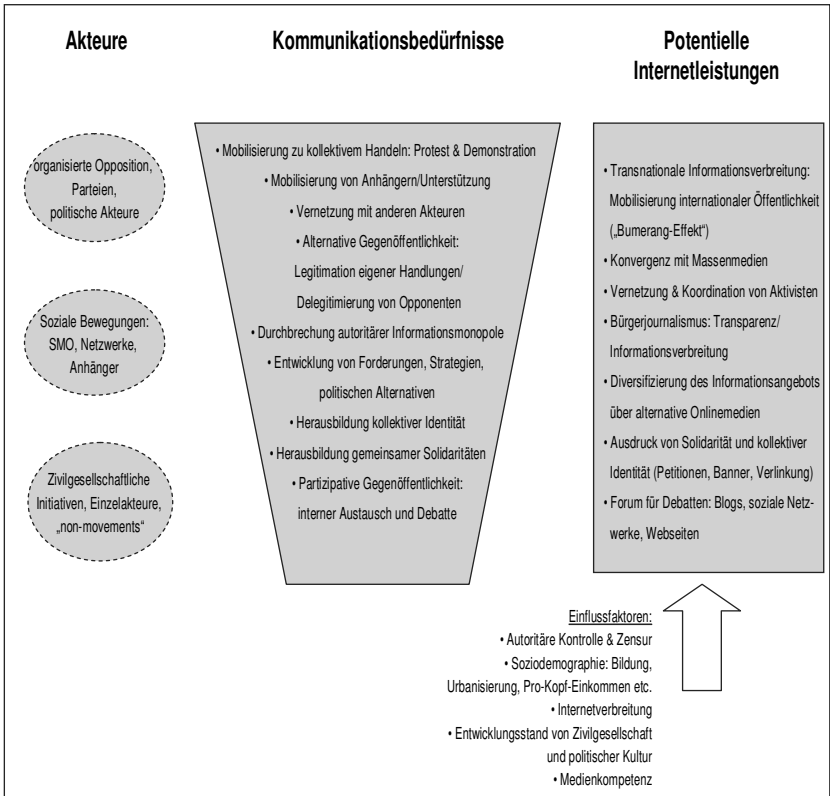 Akteure
Kommunikationsbedürfnisse
Potentielle
Internetleistungen
organisierte Opposition,
Parteien,
politische Akteure
Soziale Bewegungen:
SMO, Netzwerke,
Anhänger
Zivilgesellschaftliche
Initiativen, Einzelakteure,
„non-movements“
• Mobilisierung zu kollektivem Handeln: Protest & Demonstration
• Mobilisierung von Anhängern/Unterstützung
• Vernetzung mit anderen Akteuren
• Alternative Gegenöffentlichkeit:
Legitimation eigener Handlungen/
Delegitimierung von Opponenten
• Durchbrechung autoritärer Informationsmonopole
• Entwicklung von Forderungen, Strategien,
politischen Alternativen
• Herausbildung kollektiver Identität
• Herausbildung gemeinsamer Solidaritäten
• Partizipative Gegenöffentlichkeit:
interner Austausch und Debatte
• Transnationale Informationsverbreitung:
Mobilisierung internationaler Öffentlichkeit
(„Bumerang-Effekt“)
• Konvergenz mit Massenmedien
• Vernetzung & Koordination von Aktivisten
• Bürgerjournalismus: Transparenz/
Informationsverbreitung
• Diversifizierung des Informationsangebots
über alternative Onlinemedien
• Ausdruck von Solidarität und kollektiver
Identität (Petitionen, Banner, Verlinkung)
• Forum für Debatten: Blogs, soziale Netz-
werke, Webseiten
Einflussfaktoren:
• Autoritäre Kontrolle & Zensur
• Soziodemographie: Bildung,
Urbanisierung, Pro-Kopf-Einkommen etc.
• Internetverbreitung
• Entwicklungsstand von Zivilgesellschaft
und politischer Kultur
• Medienkompetenz